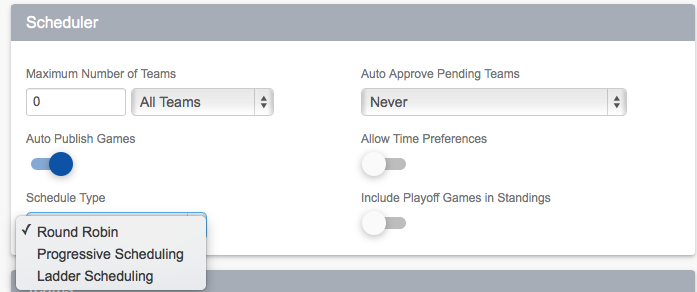 Scheduler
Maximum Number of Teams
Auto Approve Pending Teams
0
All Teams
Never
Auto Publish Games
Allow Time Preferences
Schedule Type
Include Playoff Games in Standings
✓ Round Robin
Progressive Scheduling
Ladder Scheduling